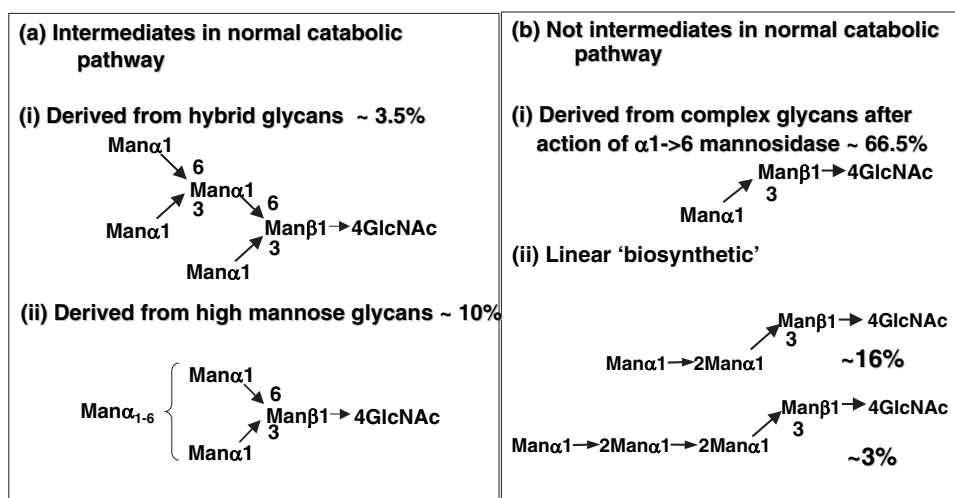 (a) Intermediates in normal catabolic
pathway
(i) Derived from hybrid glycans ~ 3.5%
Manα1
6
Manα1
3
6
Manα1
Manβ1→4GlcNAc
3
Manα1
(ii) Derived from high mannose glycans ~ 10%
Manα1
6
Manα1-6
Manβ1→4GlcNAc
3
Manα1
(b) Not intermediates in normal catabolic
pathway
(i) Derived from complex glycans after
action of α1->6 mannosidase ~ 66.5%
Manβ1→4GlcNAc
3
Manα1
(ii) Linear ‘biosynthetic’
Manβ1→4GlcNAc
3
Manα1→2Manα1
~16%
Manβ1→4GlcNAc
3
Manα1→2Manα1→2Manα1
~3%